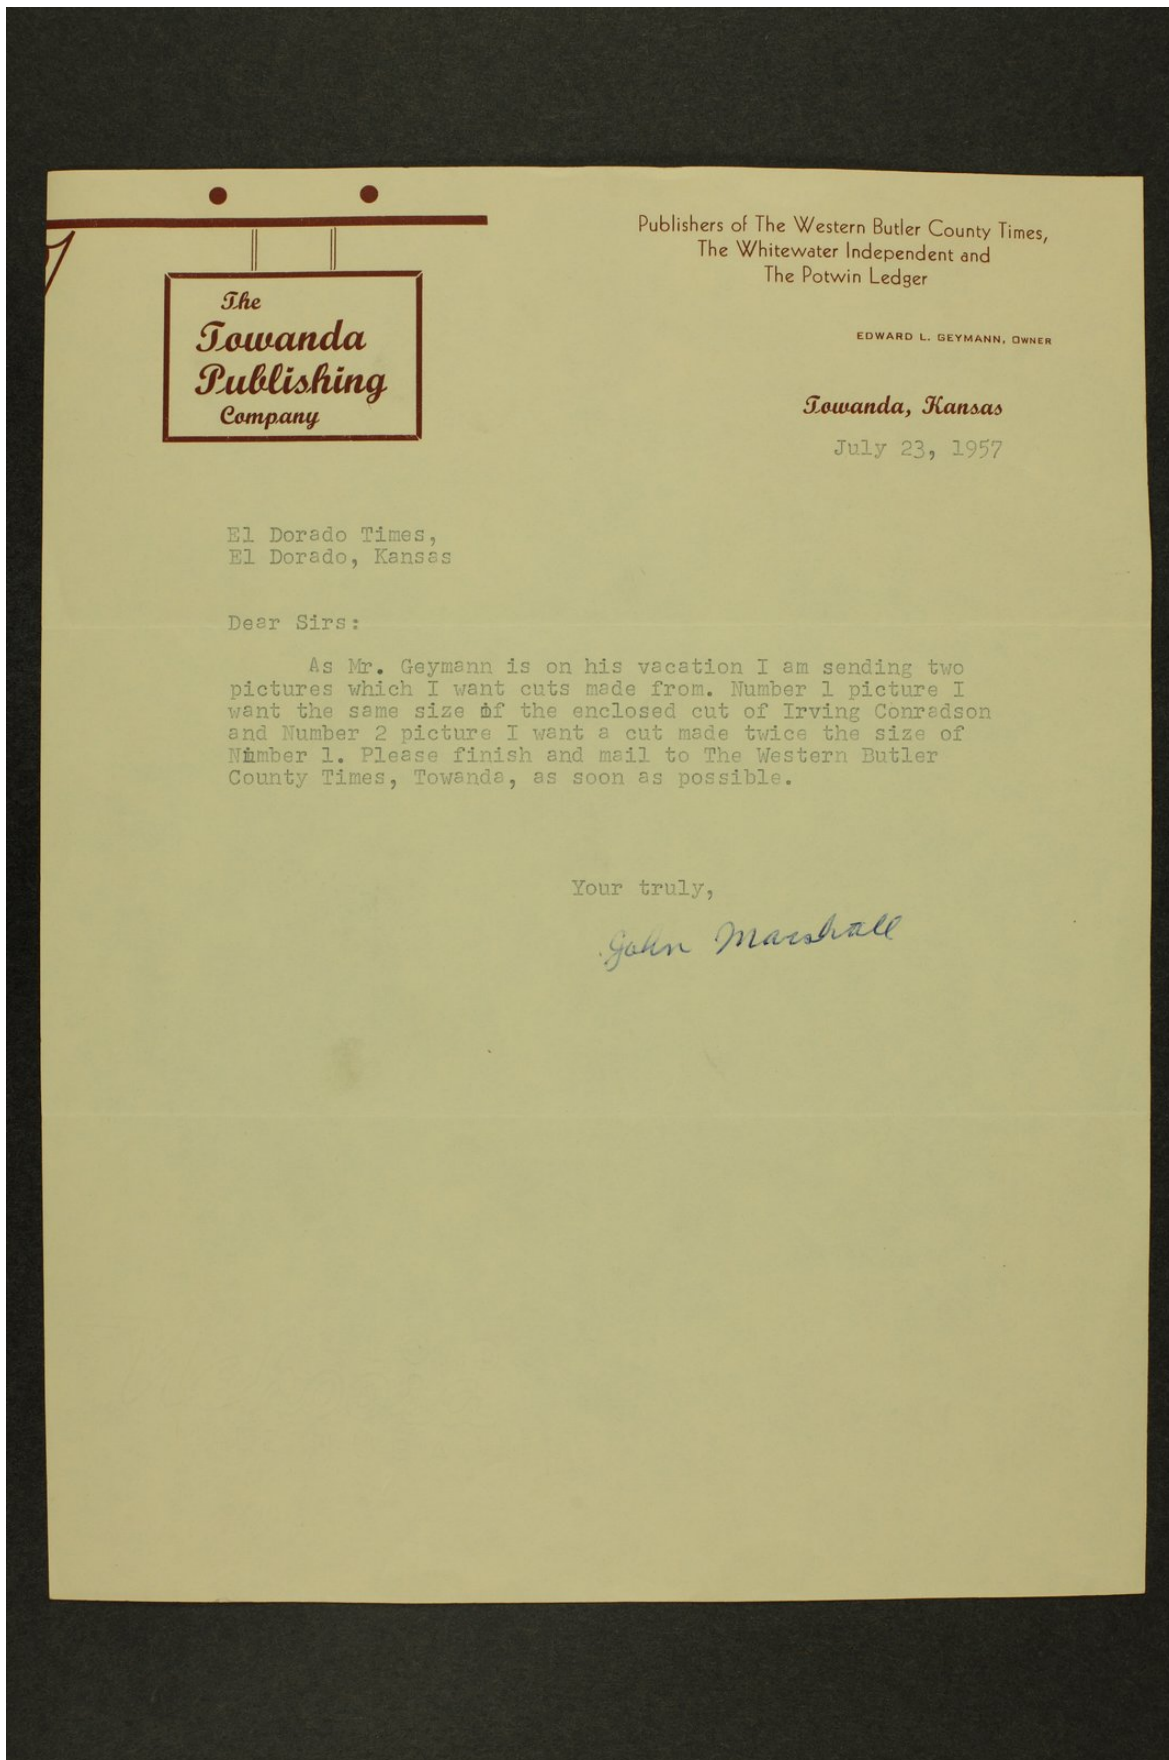 The
Towanda
Publishing
Company
Publishers of The Western Butler County Times,
The Whitewater Independent and
The Potwin Ledger
EDWARD L. GEYMANN, OWNER
Towanda, Kansas
July 23, 1957
El Dorado Times,
El Dorado, Kansas
Dear Sirs:
As Mr. Geymann is on his vacation I am sending two
pictures which I want cuts made from. Number 1 picture I
want the same size of the enclosed cut of Irving Conradson
and Number 2 picture I want a cut made twice the size of
Number 1. Please finish and mail to The Western Butler
County Times, Towanda, as soon as possible.
Your truly,
John Marshall